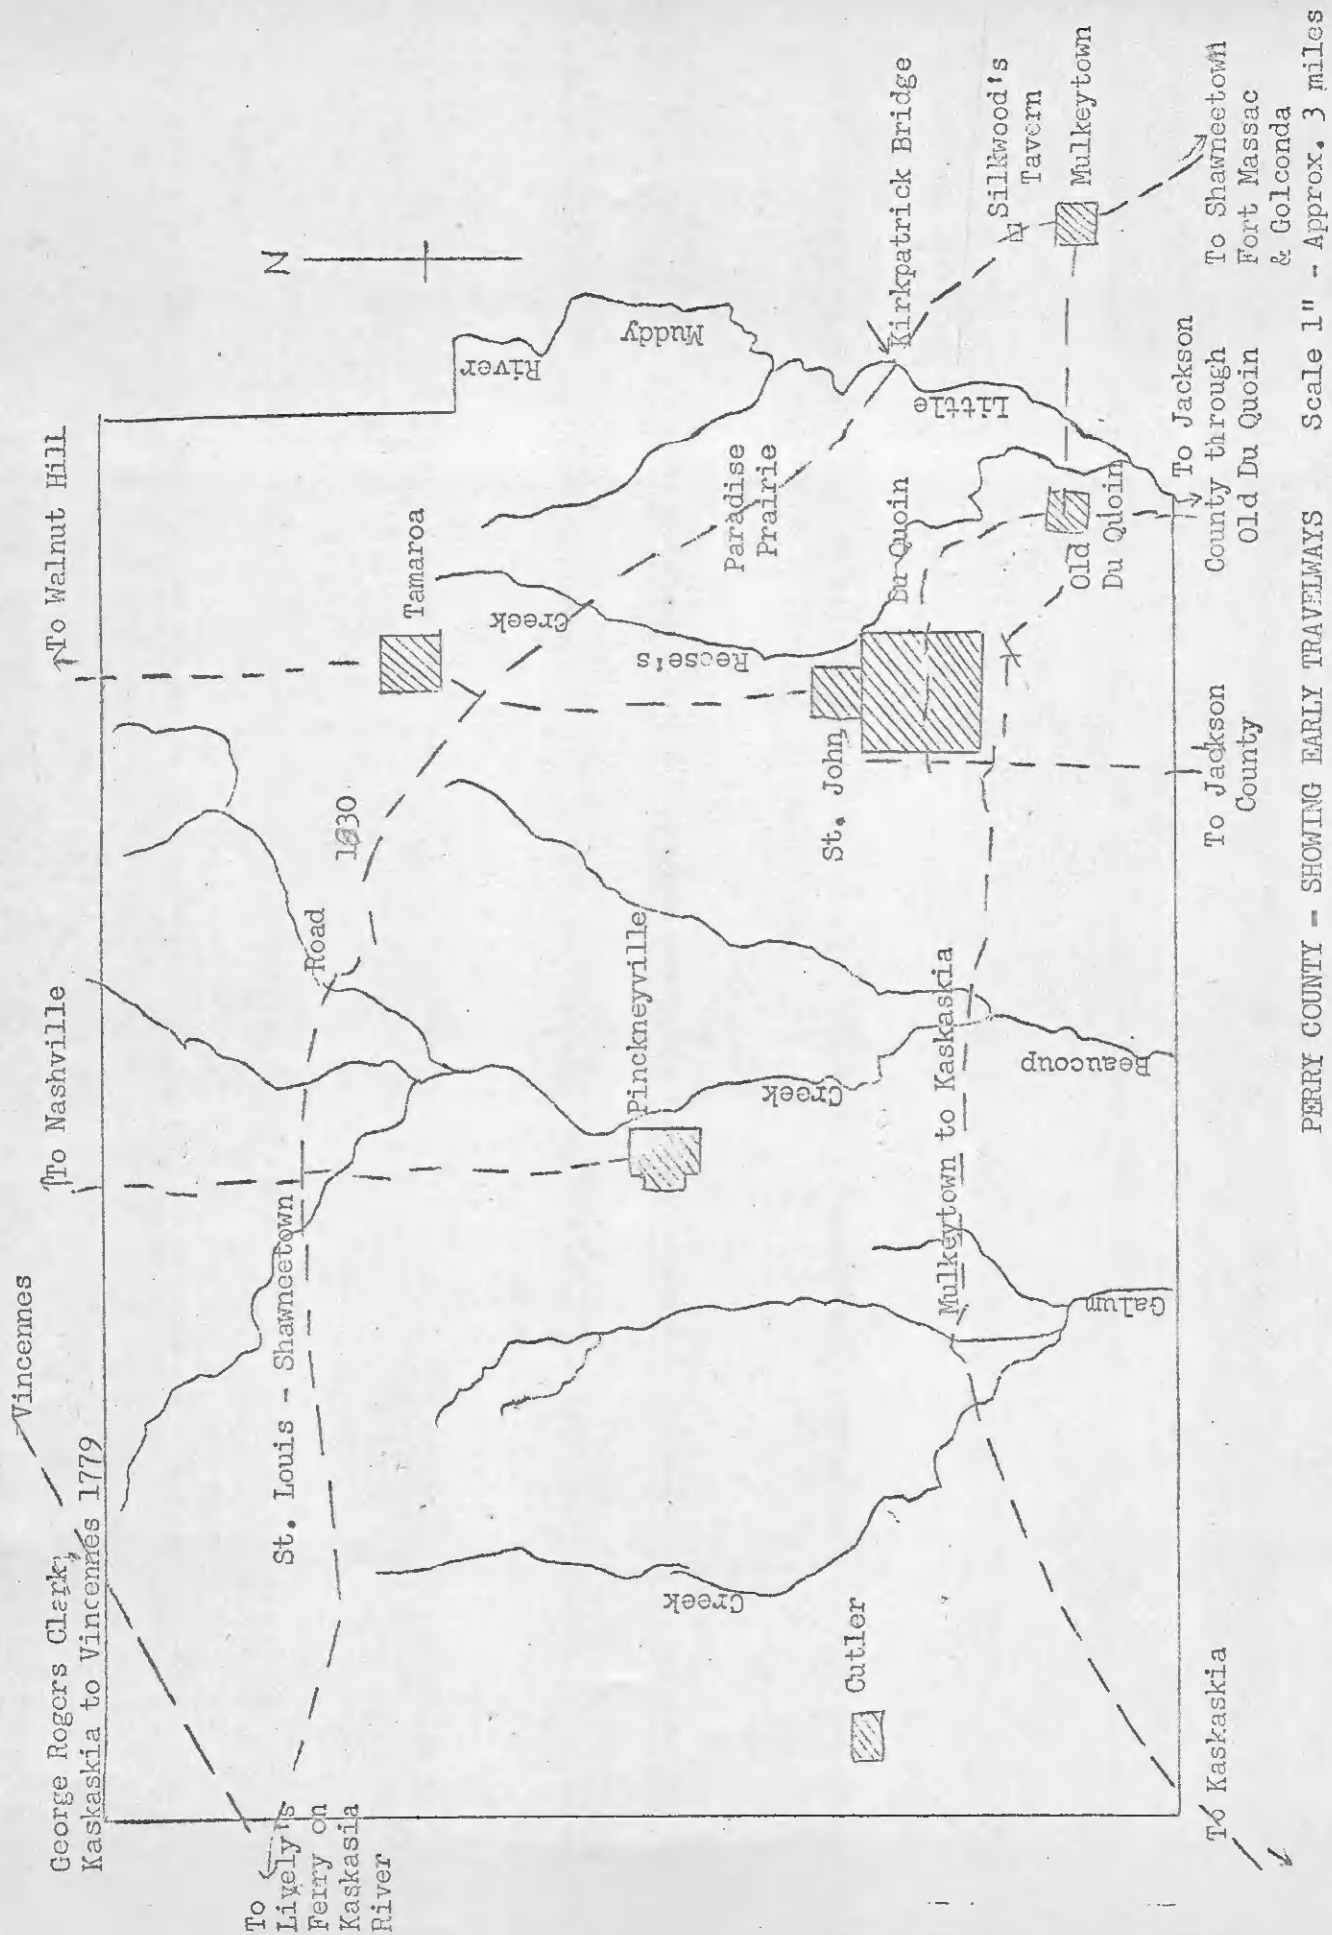 George Rogers Clark,
Kaskaskia to Vincennes 1779
Vincennes
To Nashville
To Walnut Hill
N
To
Lively's
Ferry on
Kaskasia
River
St. Louis - Shawneetown
Road
1830
Tamaroa
River
Muddy
Little
Creek
Reese's
Paradise
Prairie
Pinckneyville
Creek
Beaucoup
Kirkpatrick Bridge
Silkwood's
Tavern
Mulkeytown
St. John
Du Quoin
Old
Du Quoin
Mulkeytown to Kaskaskia
Galum
Creek
Cutler
To Kaskaskia
To Jackson
County
To Jackson
County through
Old Du Quoin
To Shawneetown
Fort Massac
& Golconda
PERRY COUNTY - SHOWING EARLY TRAVELWAYS Scale 1" - Approx. 3 miles